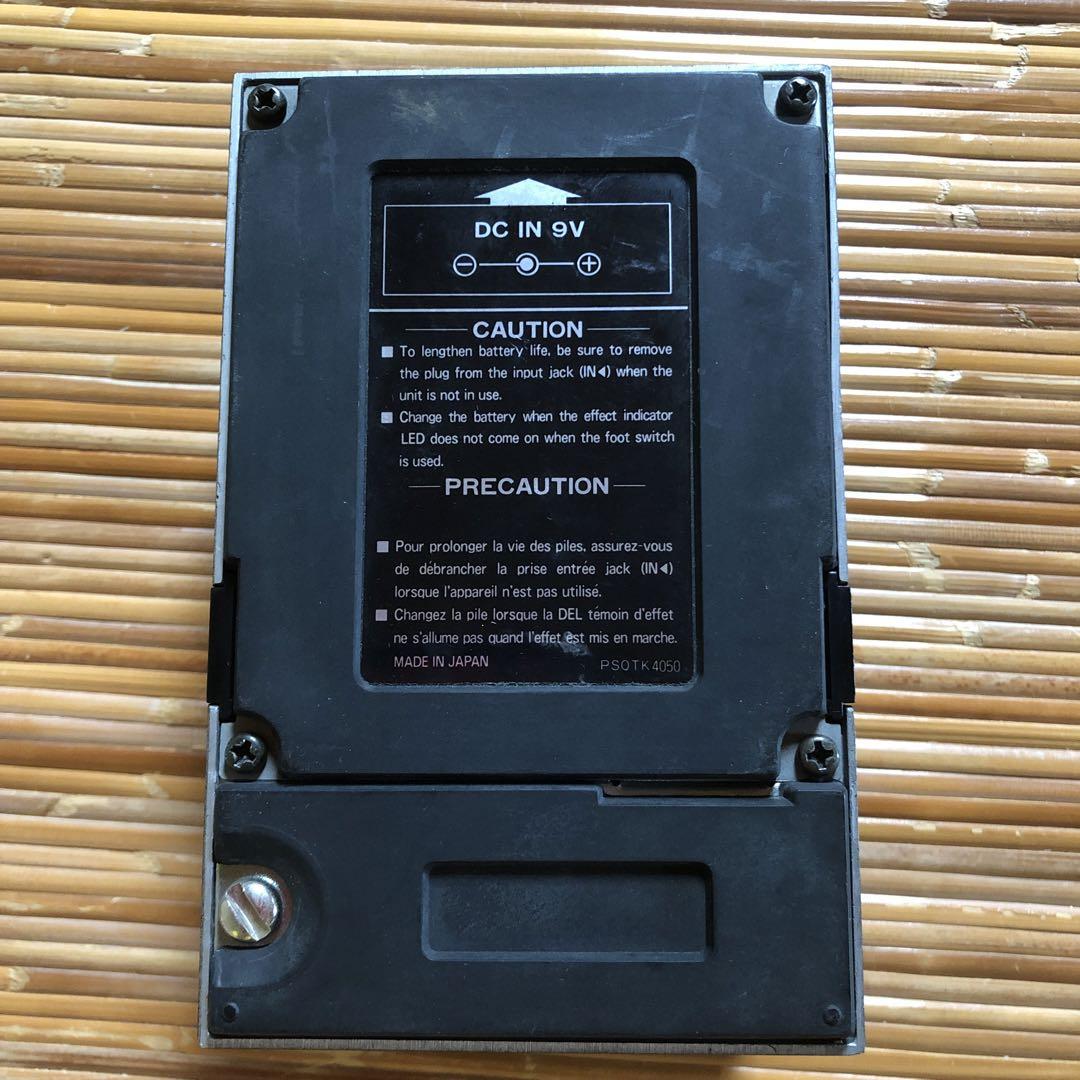 DC IN 9V
CAUTION
■ To lengthen battery life, be sure to remove
the plug from the input jack (IN◀) when the
unit is not in use.
■ Change the battery when the effect indicator
LED does not come on when the foot switch
is used.
PRECAUTION
■ Pour prolonger la vie des piles, assurez-vous
de débrancher la prise entrée jack (IN◀)
lorsque l'appareil n'est pas utilisé.
■ Changez la pile lorsque la DEL témoin d'effet
ne s'allume pas quand l'effet est mis en marche.
MADE IN JAPAN PSOTK4050